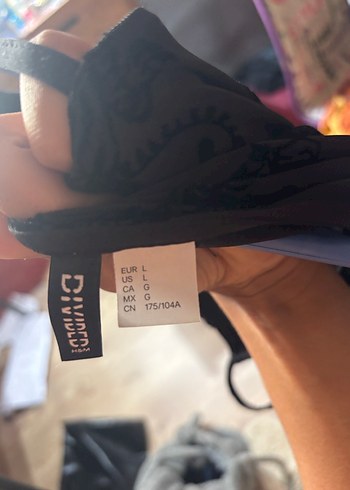 DIVIDED
H&M
EUR L
US L
CA G
MX G
CN 175/104A